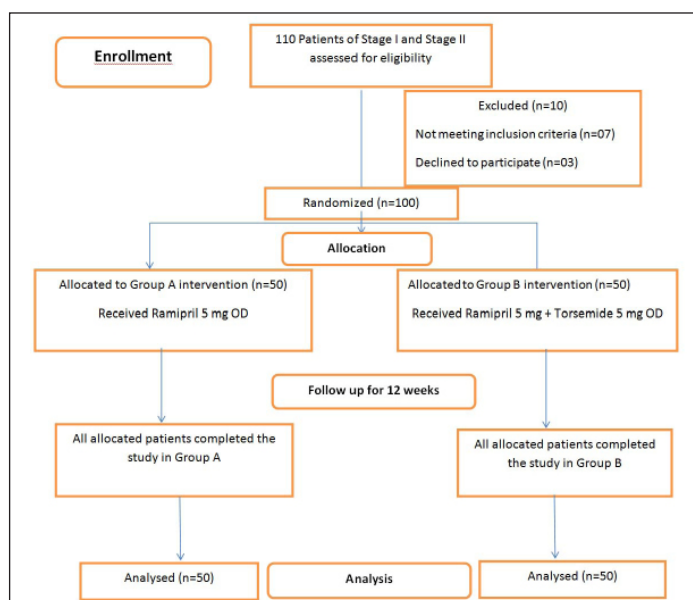 Enrollment
110 Patients of Stage I and Stage II
assessed for eligibility
Excluded (n=10)
Not meeting inclusion criteria (n=07)
Declined to participate (n=03)
Randomized (n=100)
Allocation
Allocated to Group A intervention (n=50)
Received Ramipril 5 mg OD
Allocated to Group B intervention (n=50)
Received Ramipril 5 mg + Torsemide 5 mg OD
Follow up for 12 weeks
All allocated patients completed the
study in Group A
All allocated patients completed
the study in Group B
Analysed (n=50)
Analysis
Analysed (n=50)